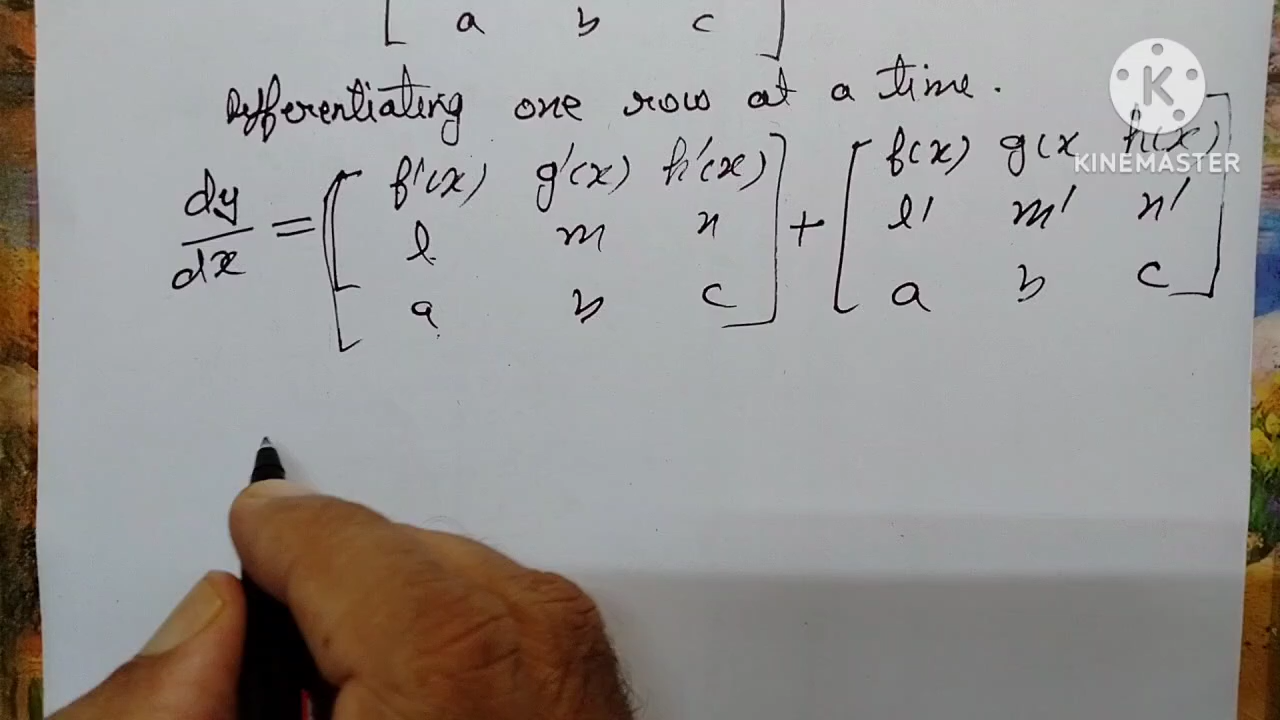 a b c
Differentiating one row at a time.
dy/dx = [ f'(x) g'(x) h'(x) ] + [ f(x) g(x h(x) ]
l m n l' m' n'
a b c a b c
K
KINEMASTER